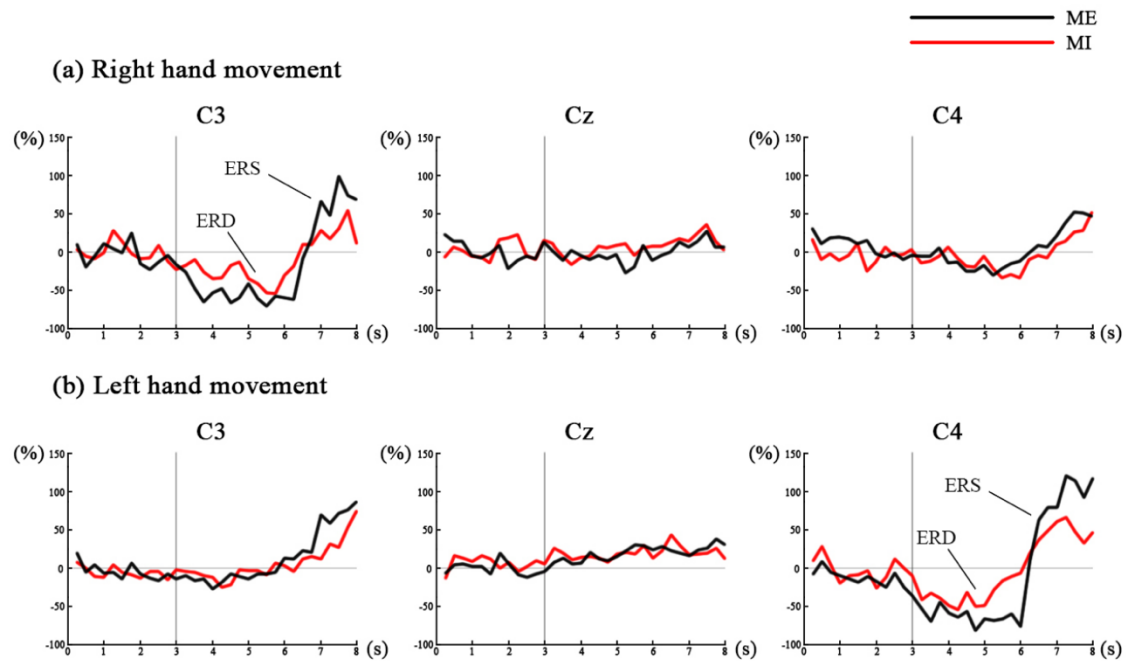 ME
MI
(a) Right hand movement
C3
Cz
C4
(%) 150 100 50 0 -50 -100
(%) 150 100 50 0 -50 -100
(%) 150 100 50 0 -50 -100
ERS
ERD
0 1 2 3 4 5 6 7 8 (s)
0 1 2 3 4 5 6 7 8 (s)
0 1 2 3 4 5 6 7 8 (s)
(b) Left hand movement
C3
Cz
C4
(%) 150 100 50 0 -50 -100
(%) 150 100 50 0 -50 -100
(%) 150 100 50 0 -50 -100
ERS
ERD
0 1 2 3 4 5 6 7 8 (s)
0 1 2 3 4 5 6 7 8 (s)
0 1 2 3 4 5 6 7 8 (s)